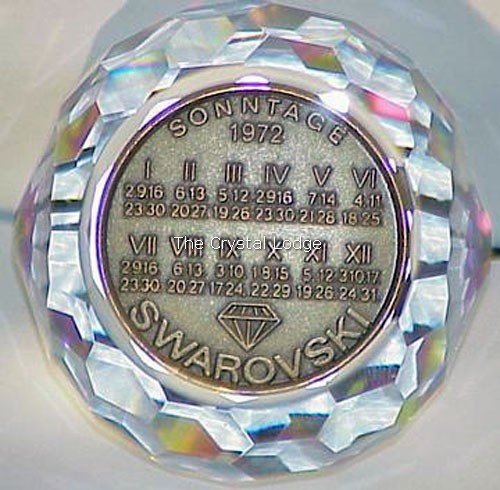 SONNTAGE
1972
I II III IV V VI
2.9.16 6.13. 5.12 2.9.16 7.14 4.11
23.30 20.27 19.26 23.30 21.28 18.25
VII VIII IX X XI XII
2.9.16 6.13. 3.10. 1.8.15 5.12. 3.10.17
23.30. 20.27 17.24. 22.29 19.26. 24.31.
The Crystal Lodge
SWAROVSKI